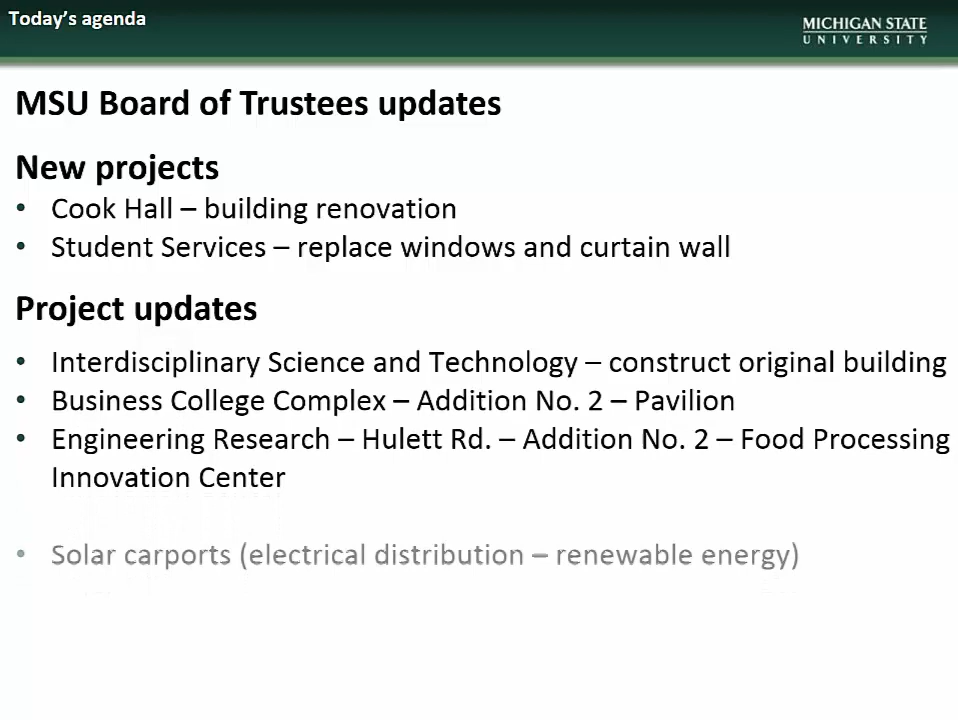 Today's agenda
MICHIGAN STATE
UNIVERSITY
MSU Board of Trustees updates
New projects
• Cook Hall – building renovation
• Student Services – replace windows and curtain wall
Project updates
• Interdisciplinary Science and Technology – construct original building
• Business College Complex – Addition No. 2 – Pavilion
• Engineering Research – Hulett Rd. – Addition No. 2 – Food Processing
Innovation Center
• Solar carports (electrical distribution – renewable energy)